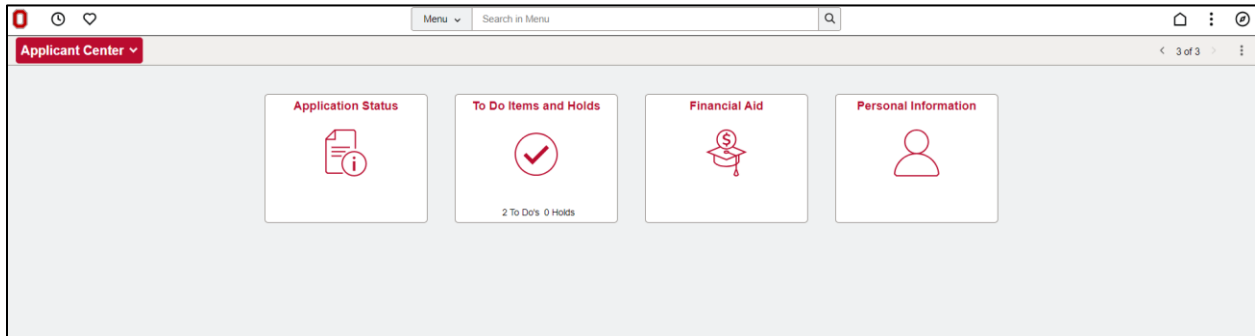 Menu Search in Menu
Applicant Center 3 of 3
Application Status To Do Items and Holds Financial Aid Personal Information
2 To Do's 0 Holds